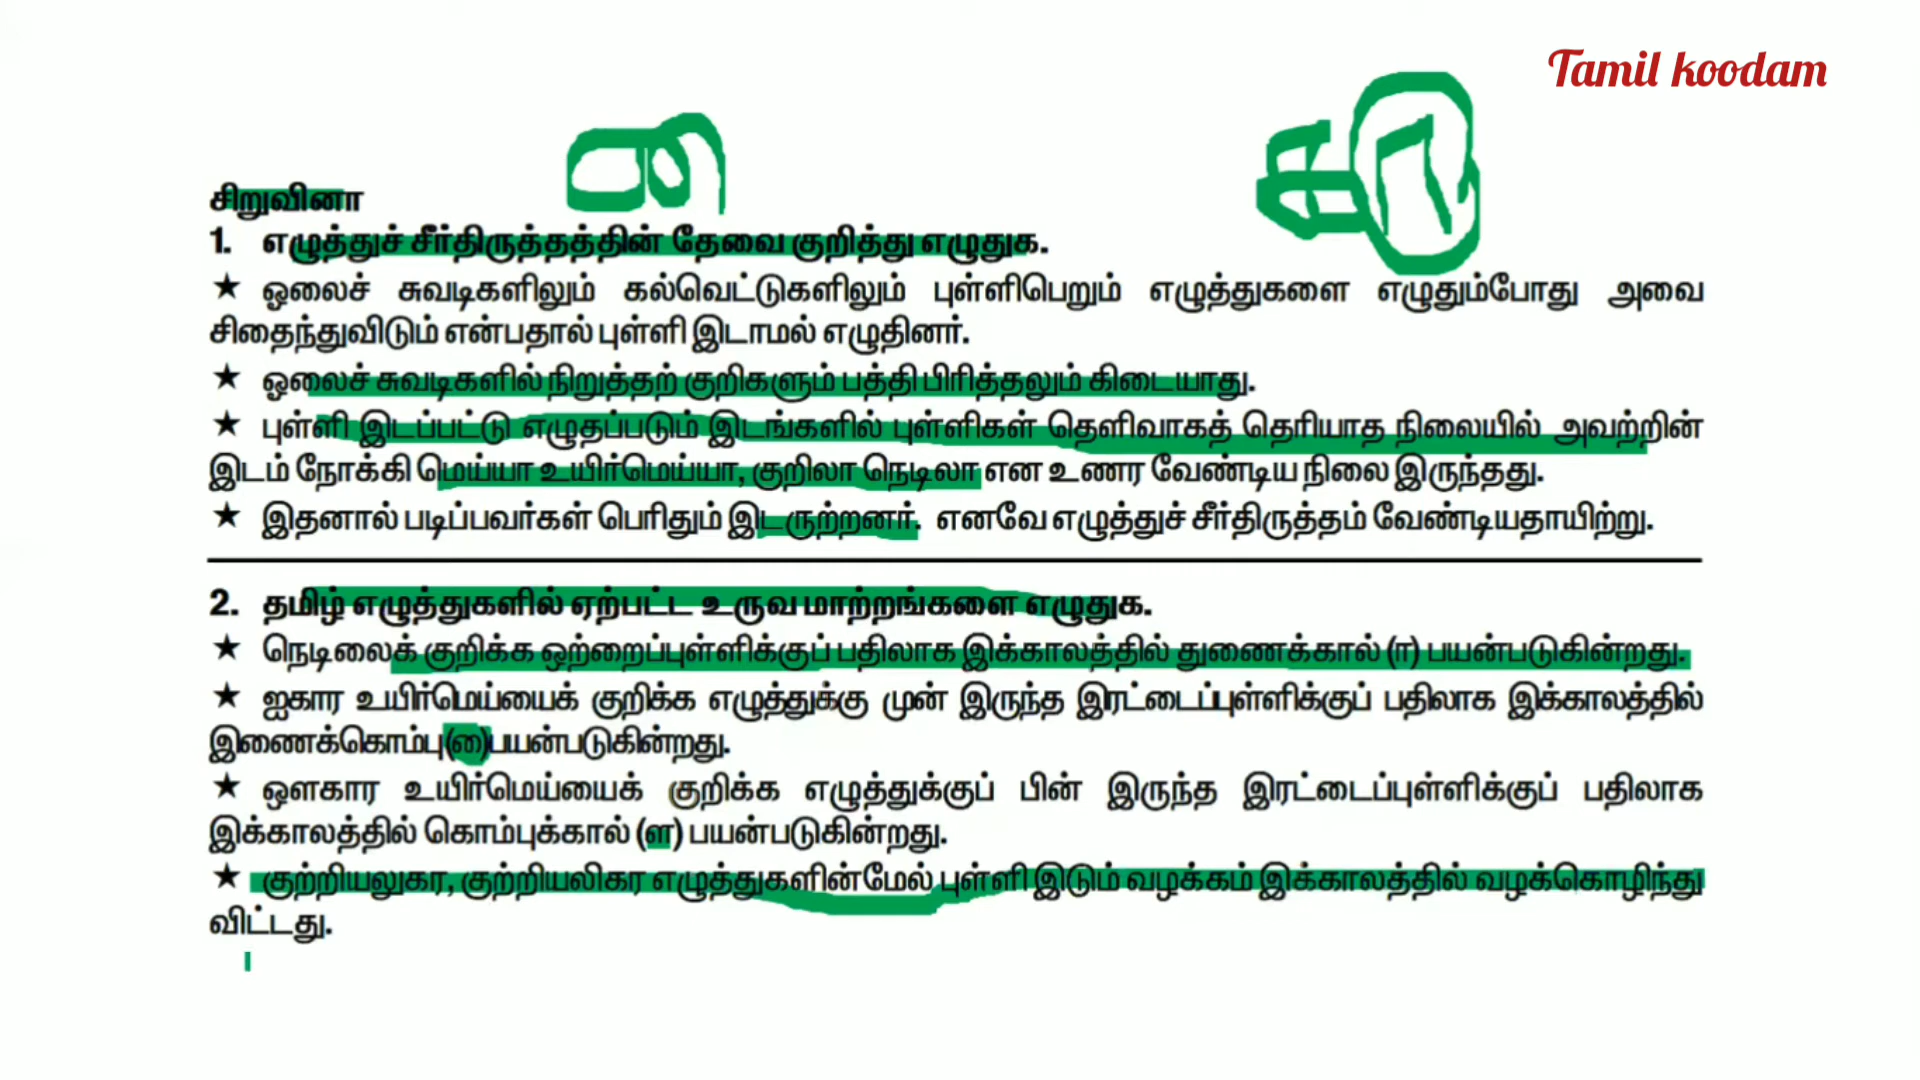 Tamil koodam
ன
கா
சிறுவினா
1. எழுத்துச் சீர்திருத்தத்தின் தேவை குறித்து எழுதுக.
★ ஓலைச் சுவடிகளிலும் கல்வெட்டுகளிலும் புள்ளிபெறும் எழுத்துகளை எழுதும்போது அவை
சிதைந்துவிடும் என்பதால் புள்ளி இடாமல் எழுதினர்.
★ ஓலைச் சுவடிகளில் நிறுத்தற் குறிகளும் பத்தி பிரித்தலும் கிடையாது.
★ புள்ளி இடப்பட்டு எழுதப்படும் இடங்களில் புள்ளிகள் தெளிவாகத் தெரியாத நிலையில் அவற்றின்
இடம் நோக்கி மெய்யா உயிர்மெய்யா, குறிலா நெடிலா என உணர வேண்டிய நிலை இருந்தது.
★ இதனால் படிப்பவர்கள் பெரிதும் இடருற்றனர். எனவே எழுத்துச் சீர்திருத்தம் வேண்டியதாயிற்று.
2. தமிழ் எழுத்துகளில் ஏற்பட்ட உருவ மாற்றங்களை எழுதுக.
★ நெடிலைக் குறிக்க ஒற்றைப்புள்ளிக்குப் பதிலாக இக்காலத்தில் துணைக்கால் (ா) பயன்படுகின்றது.
★ ஐகார உயிர்மெய்யைக் குறிக்க எழுத்துக்கு முன் இருந்த இரட்டைப்புள்ளிக்குப் பதிலாக இக்காலத்தில்
இணைக்கொம்பு(ை)பயன்படுகின்றது.
★ ஔகார உயிர்மெய்யைக் குறிக்க எழுத்துக்குப் பின் இருந்த இரட்டைப்புள்ளிக்குப் பதிலாக
இக்காலத்தில் கொம்புக்கால் (ள) பயன்படுகின்றது.
★ குற்றியலுகர, குற்றியலிகர எழுத்துகளின்மேல் புள்ளி இடும் வழக்கம் இக்காலத்தில் வழக்கொழிந்து
விட்டது.